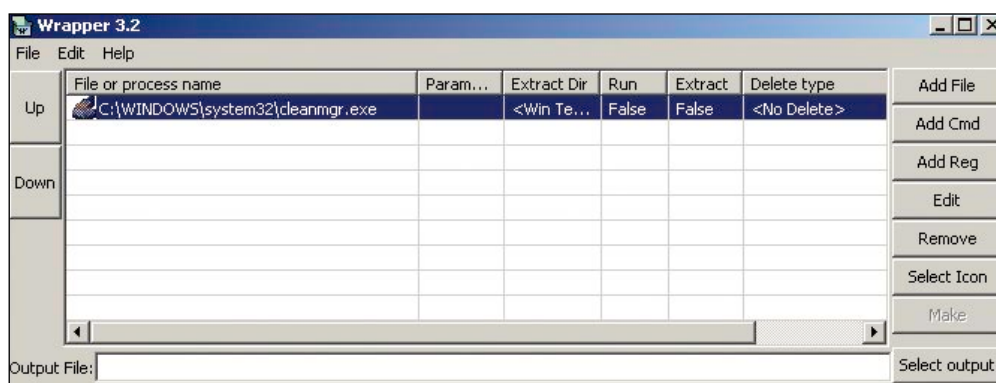 Wrapper 3.2
File Edit Help
Up
Down
File or process name Param... Extract Dir Run Extract Delete type
C:\WINDOWS\system32\cleanmgr.exe <Win Te... False False <No Delete>
Add File
Add Cmd
Add Reg
Edit
Remove
Select Icon
Make
Output File:
Select output